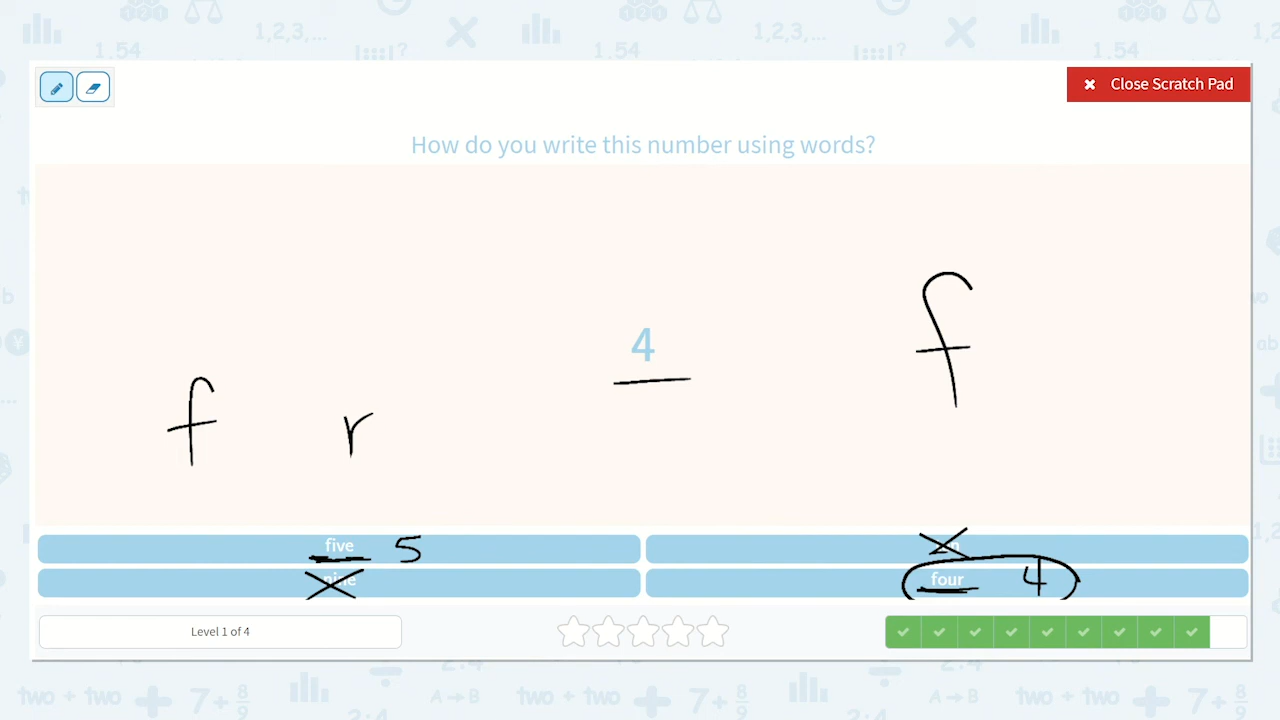 Close Scratch Pad
How do you write this number using words?
4
f
f r
five 5
nine
four 4
Level 1 of 4